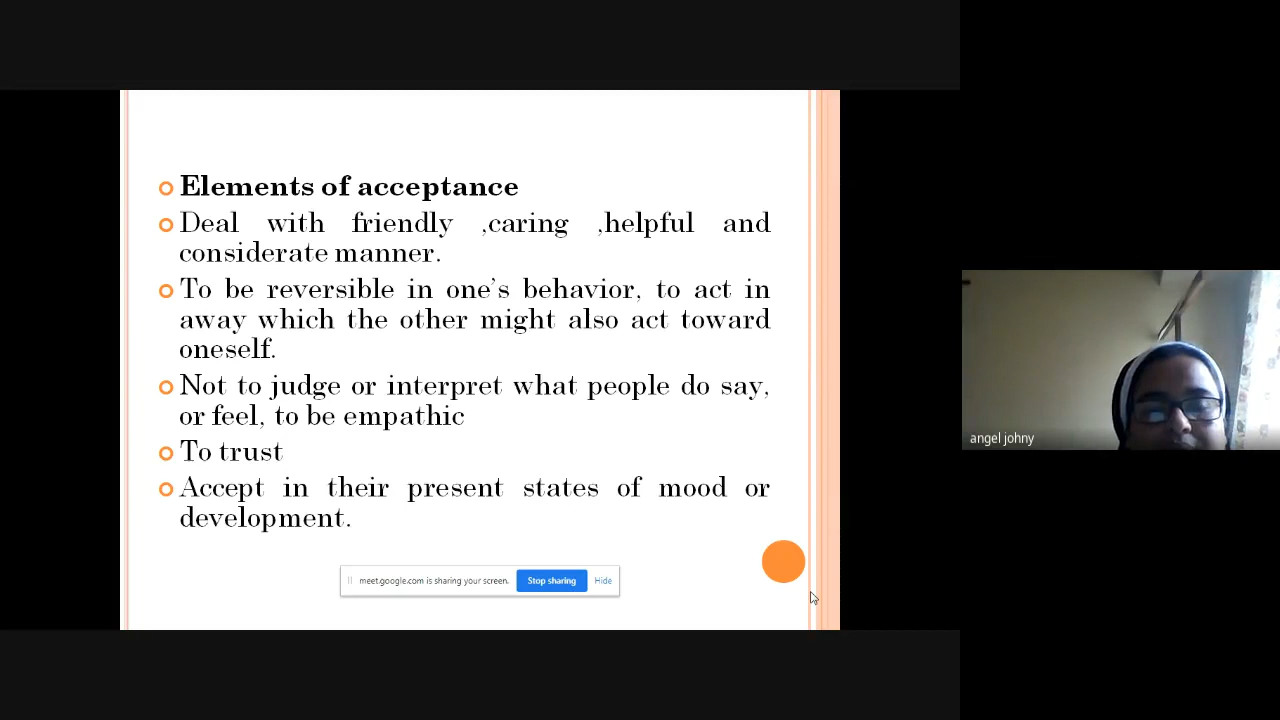 Elements of acceptance
Deal with friendly ,caring ,helpful and
considerate manner.
To be reversible in one's behavior, to act in
away which the other might also act toward
oneself.
Not to judge or interpret what people do say,
or feel, to be empathic
To trust
Accept in their present states of mood or
development.
meet.google.com is sharing your screen. Stop sharing Hide
angel johny